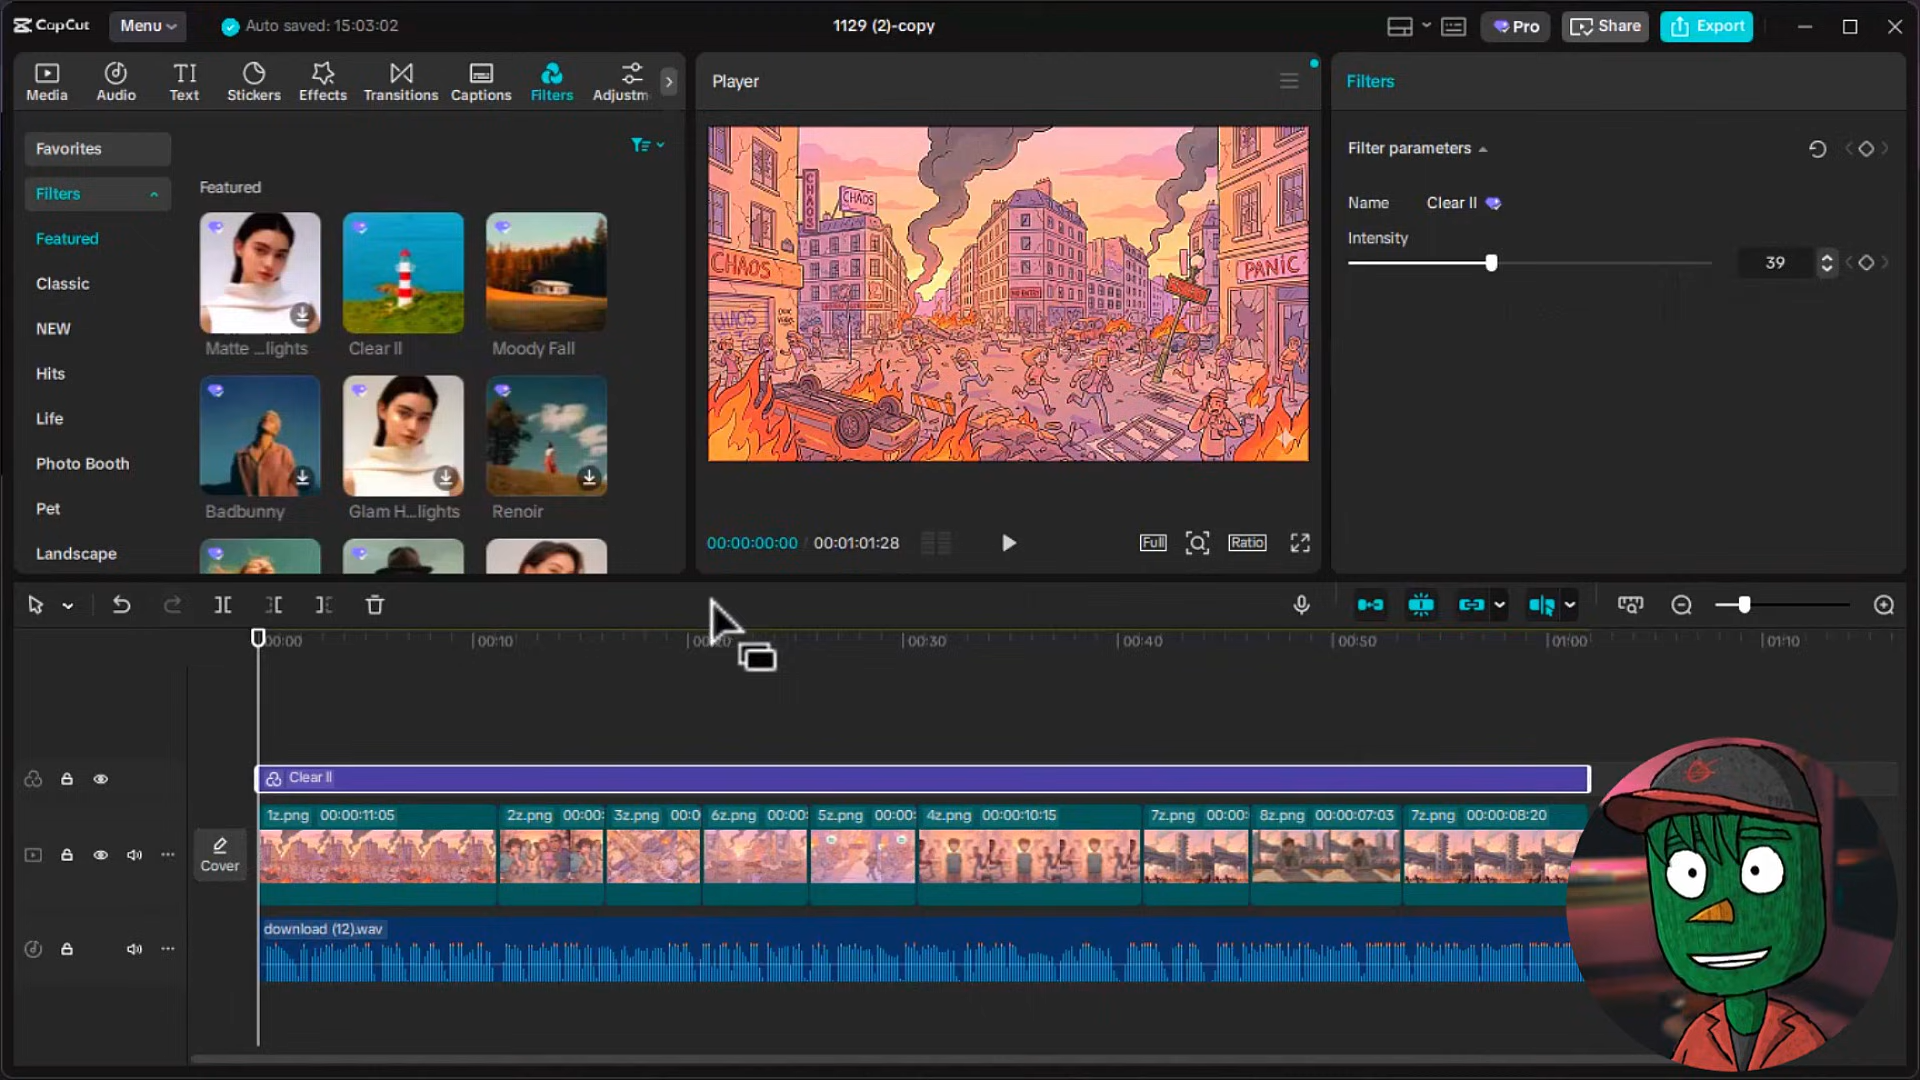 CapCut Menu Auto saved: 15:03:02 1129 (2)-copy Pro Share Export
Media Audio Text Stickers Effects Transitions Captions Filters Adjustm
Player
Filters
Favorites
Filters
Featured
Classic
NEW
Hits
Life
Photo Booth
Pet
Landscape
Featured
Matte ...lights Clear II Moody Fall
Badbunny Glam H...lights Renoir
CHAOS
CHAOS
CHAOS
PANIC
CHAOS
00:00:00:00 / 00:01:01:28
Full Ratio
Filter parameters
Name Clear II
Intensity
39
00:00 00:10 00:30 00:40 00:50 01:00 01:10
Clear II
1z.png 00:00:11:05 2z.png 00:00: 3z.png 00:0 6z.png 00:00: 5z.png 00:00: 4z.png 00:00:10:15 7z.png 00:00: 8z.png 00:00:07:03 7z.png 00:00:08:20
Cover
download (12).wav